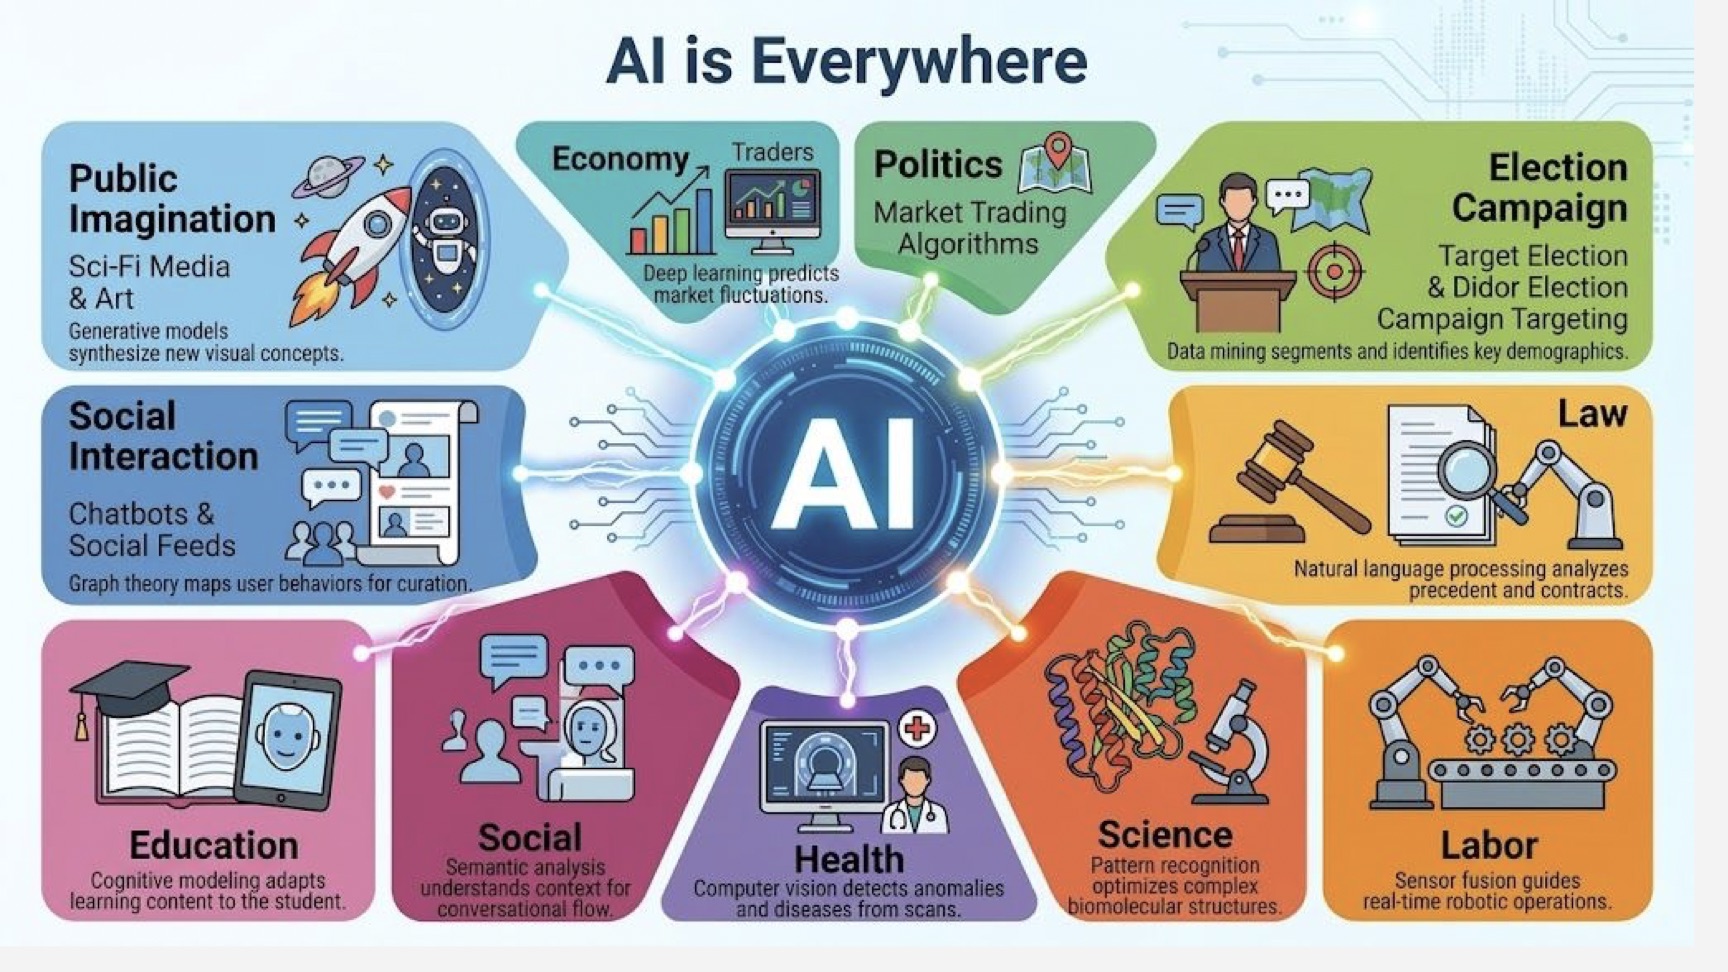 AI is Everywhere
Public
Imagination
Sci-Fi Media
& Art
Generative models
synthesize new visual concepts.
Economy
Traders
Deep learning predicts
market fluctuations.
Politics
Market Trading
Algorithms
Election
Campaign
Target Election
& Didor Election
Campaign Targeting
Data mining segments and identifies key demographics.
Social
Interaction
Chatbots &
Social Feeds
Graph theory maps user behaviors for curation.
AI
Law
Natural language processing analyzes
precedent and contracts.
Education
Cognitive modeling adapts
learning content to the student.
Social
Semantic analysis
understands context for
conversational flow.
Health
Computer vision detects anomalies
and diseases from scans.
Science
Pattern recognition
optimizes complex
biomolecular structures.
Labor
Sensor fusion guides
real-time robotic operations.